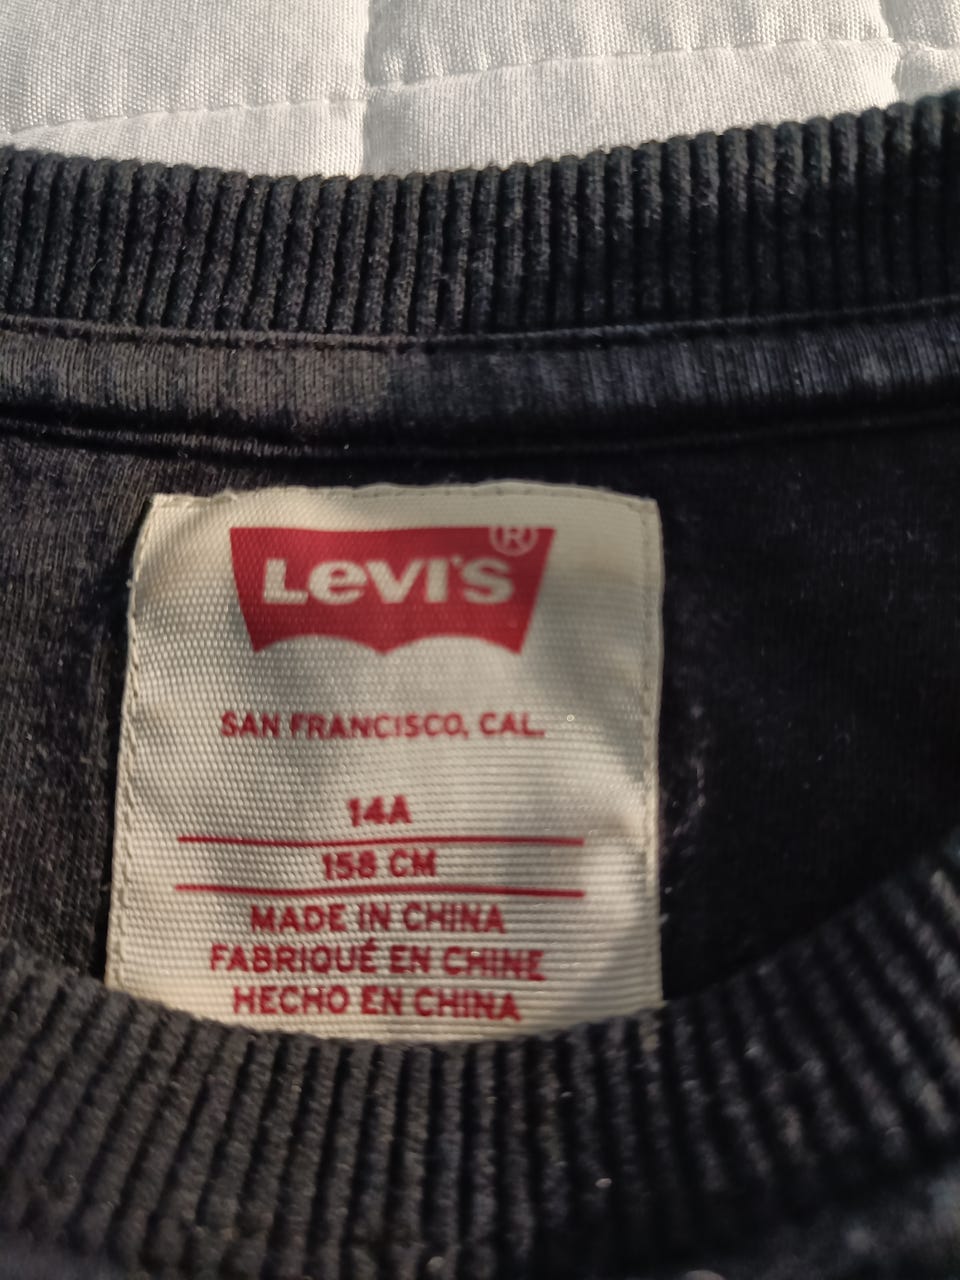 Levi's®
SAN FRANCISCO, CAL.
14A
158 CM
MADE IN CHINA
FABRIQUÉ EN CHINE
HECHO EN CHINA